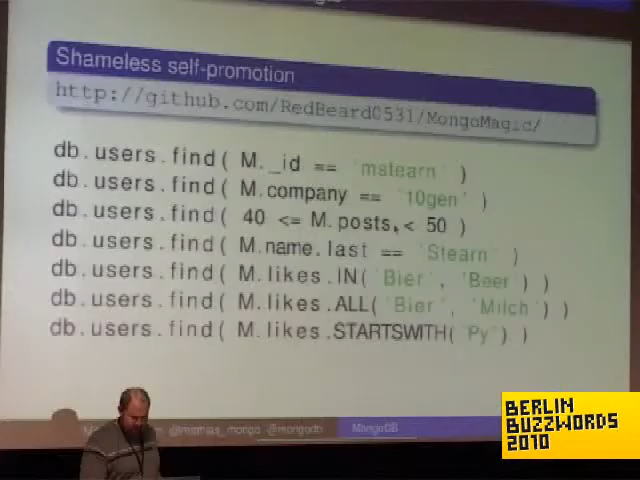 Shameless self-promotion
http://github.com/RedBeard0531/MongoMagic/
db.users.find( M._id == 'mstearn' )
db.users.find( M.company == '10gen' )
db.users.find( 40 <= M.posts, < 50 )
db.users.find( M.name.last == 'Stearn' )
db.users.find( M.likes.IN( 'Bier', 'Beer' ) )
db.users.find( M.likes.ALL( 'Bier', 'Milch' ) )
db.users.find( M.likes.STARTSWITH( 'Py' ) )
@mathias_mongo @mongodb MongoDB
BERLIN
BUZZWORDS
2010